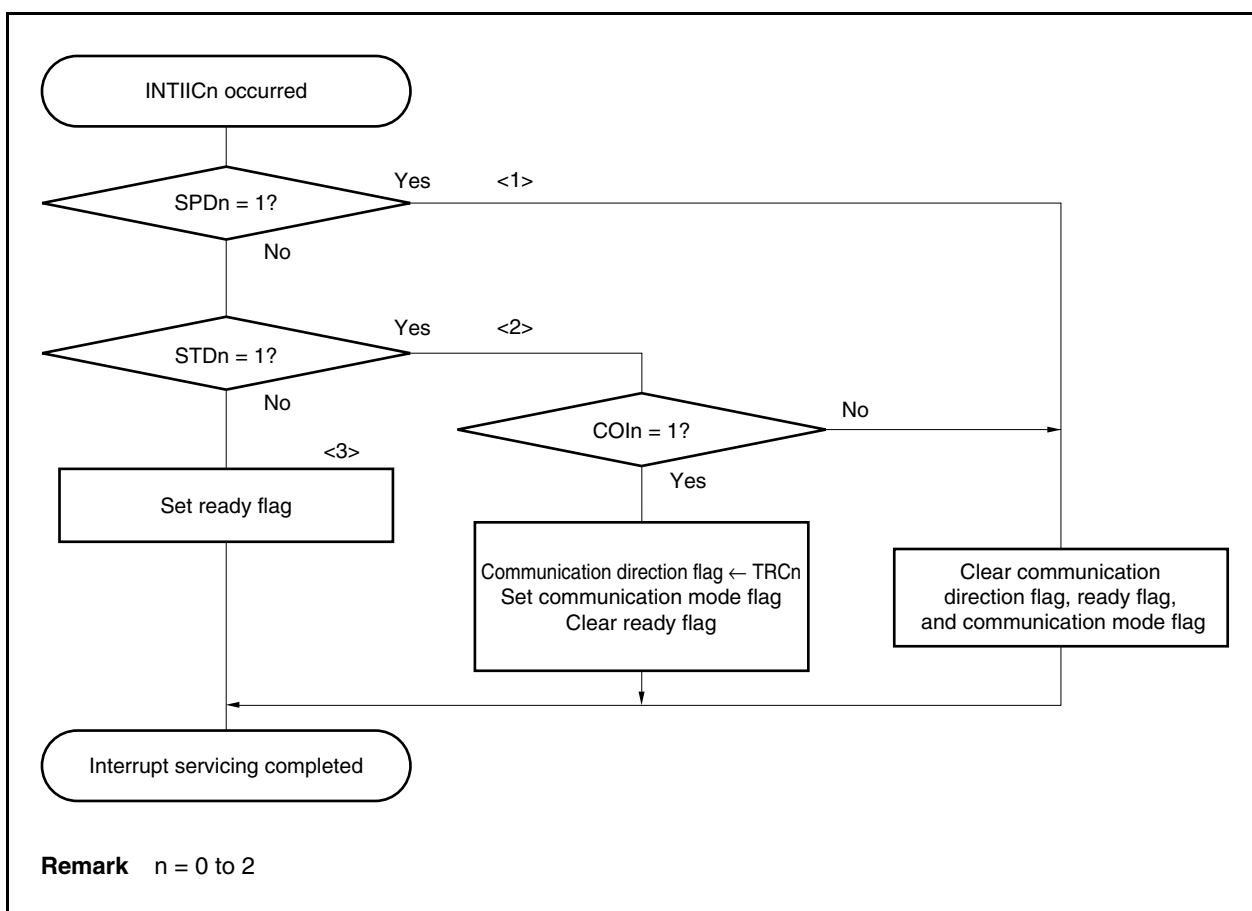 INTIICn occurred
Yes
<1>
SPDn = 1?
No
Yes
<2>
STDn = 1?
No
COIn = 1?
No
Yes
<3>
Set ready flag
Communication direction flag ← TRCn
Set communication mode flag
Clear ready flag
Clear communication
direction flag, ready flag,
and communication mode flag
Interrupt servicing completed
Remark n = 0 to 2